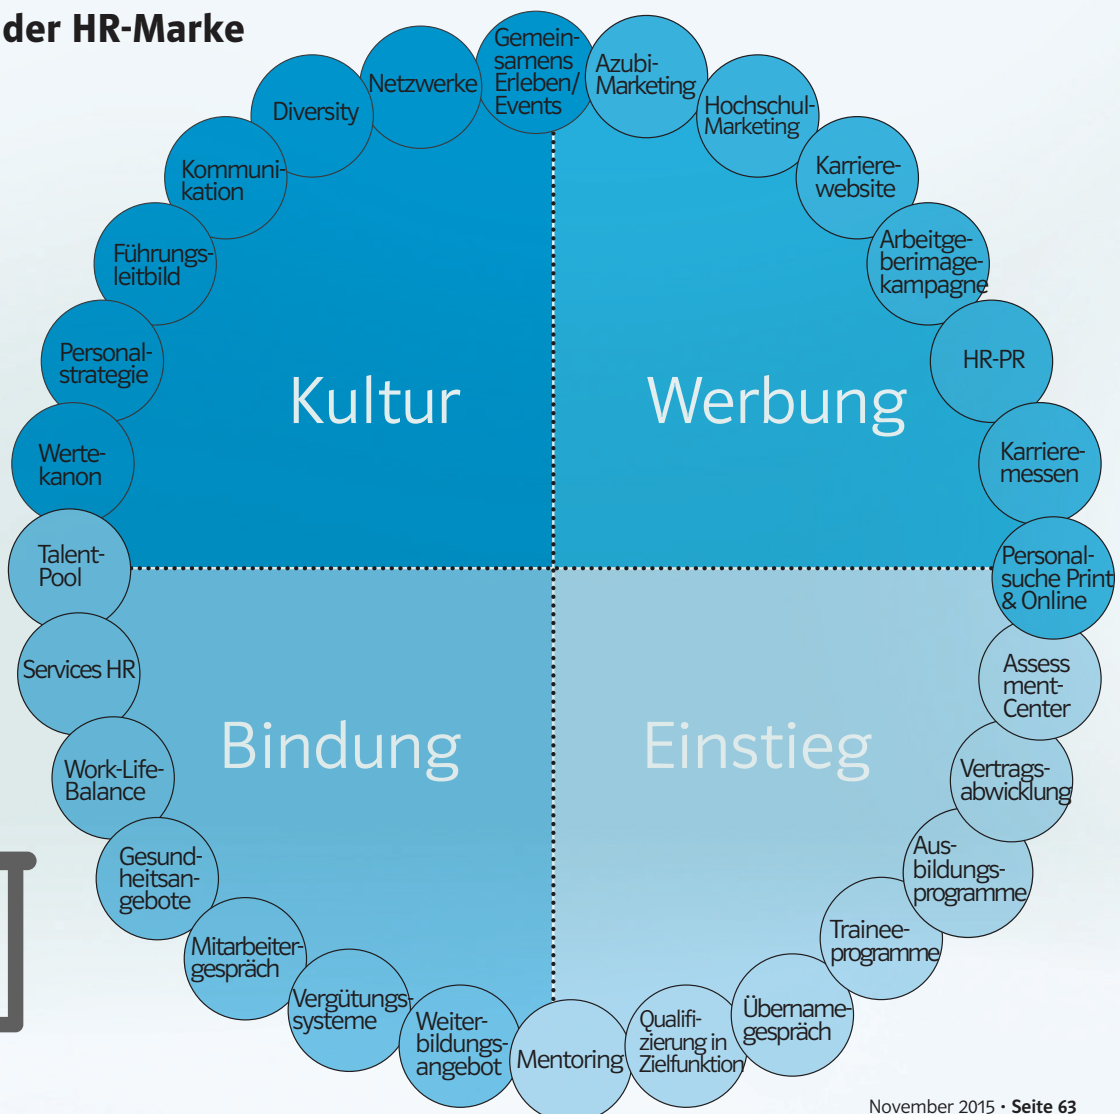 der HR-Marke
Gemein-
samens
Erleben/
Events
Azubi-
Marketing
Hochschul-
Marketing
Karriere-
website
Arbeitge-
berimage-
kampagne
HR-PR
Karriere-
messen
Personal-
suche Print
& Online
Assess
ment-
Center
Vertrags-
abwicklung
Aus-
bildungs-
programme
Trainee-
programme
Übername-
gespräch
Qualifi-
zierung in
Zielfunktion
Mentoring
Weiter-
bildungs-
angebot
Vergütungs-
systeme
Mitarbeiter-
gespräch
Gesund-
heitsan-
gebote
Work-Life-
Balance
Services HR
Talent-
Pool
Werte-
kanon
Personal-
strategie
Führungs-
leitbild
Kommuni-
kation
Diversity
Netzwerke
Kultur
Werbung
Bindung
Einstieg
November 2015 · Seite 63